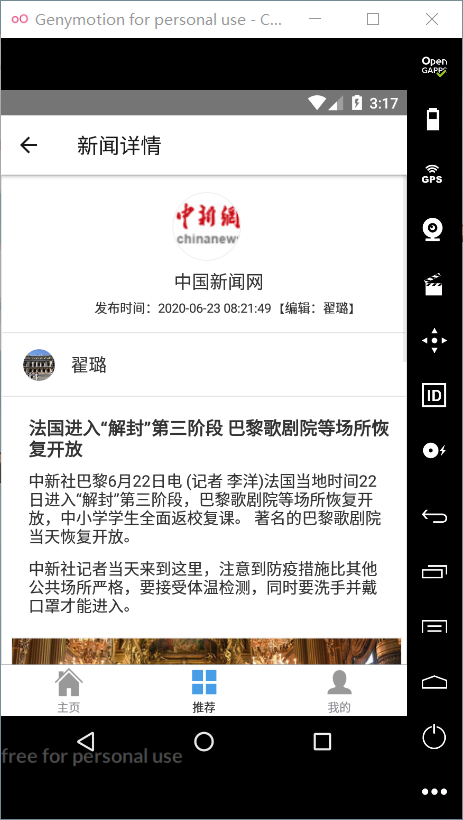 Genymotion for personal use - C...
Open
GAPPS
3:17
新闻详情
GPS
中新網
chinanew
中国新闻网
发布时间：2020-06-23 08:21:49 【编辑：翟璐】
翟璐
ID
法国进入“解封”第三阶段 巴黎歌剧院等场所恢
复开放
中新社巴黎6月22日电 (记者 李洋)法国当地时间22
日进入“解封”第三阶段，巴黎歌剧院等场所恢复开
放，中小学学生全面返校复课。 著名的巴黎歌剧院
当天恢复开放。
中新社记者当天来到这里，注意到防疫措施比其他
公共场所严格，要接受体温检测，同时要洗手并戴
口罩才能进入。
主页
推荐
我的
free for personal use